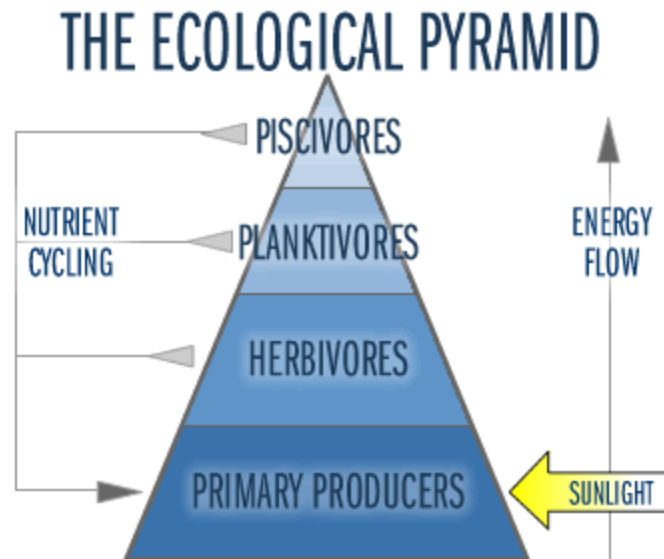 THE ECOLOGICAL PYRAMID
PISCIVORES
NUTRIENT
CYCLING
PLANKTIVORES
ENERGY
FLOW
HERBIVORES
PRIMARY PRODUCERS
SUNLIGHT